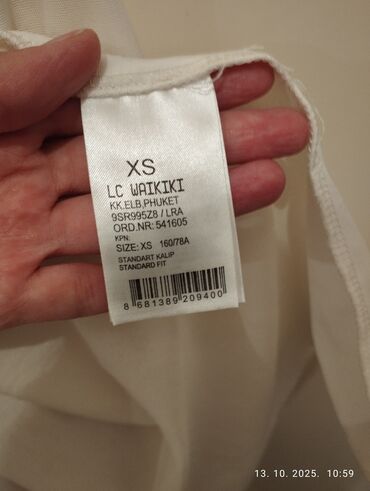 XS
LC WAIKIKI
KK.ELB,PHUKET
9SR995Z8 / LRA
ORD.NR: 541605
KPN:
SIZE: XS 160/78A
STANDART KALIP
STANDARD FIT
8 681389 209400
13. 10. 2025. 10:59